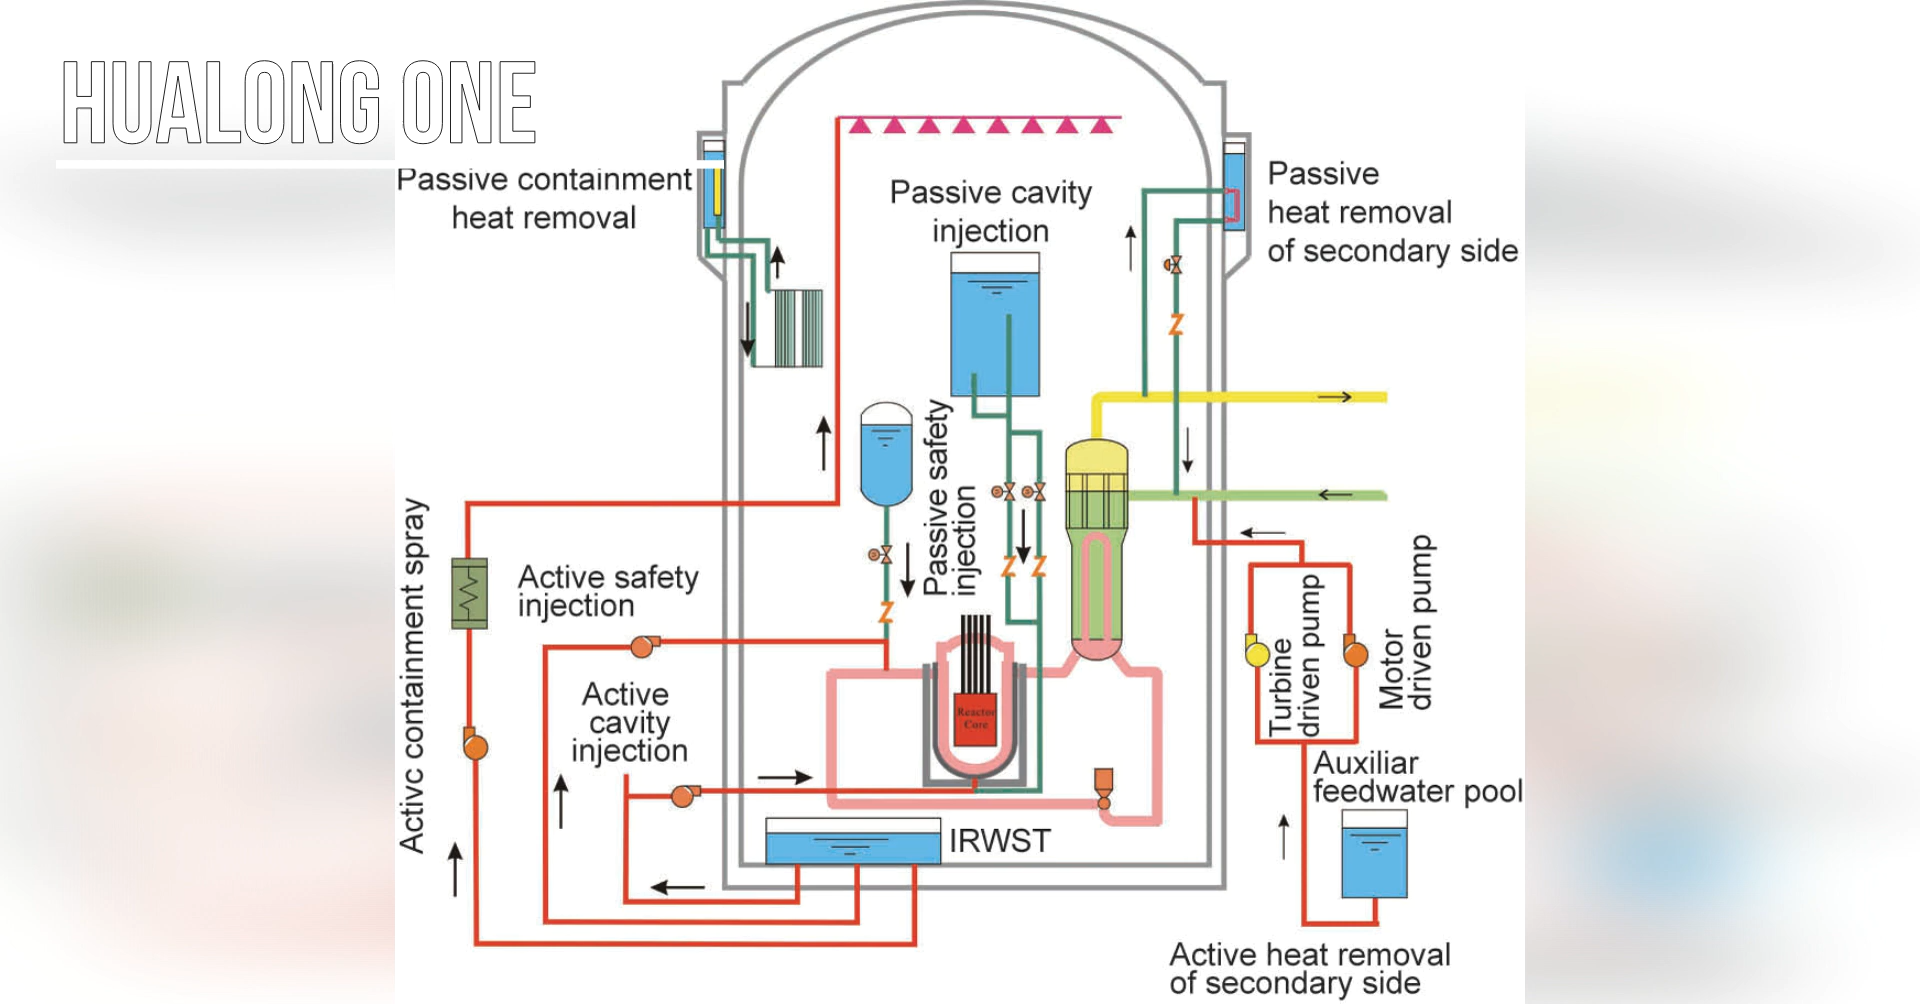 HUALONG ONE
Passive containment
heat removal
Passive cavity
injection
Passive
heat removal
of secondary side
Passive safety
injection
Activc containment spray
Active safety
injection
Active
cavity
injection
Reactor
Core
IRWST
Turbine
driven pump
Motor
driven pump
Auxiliar
feedwater pool
Active heat removal
of secondary side